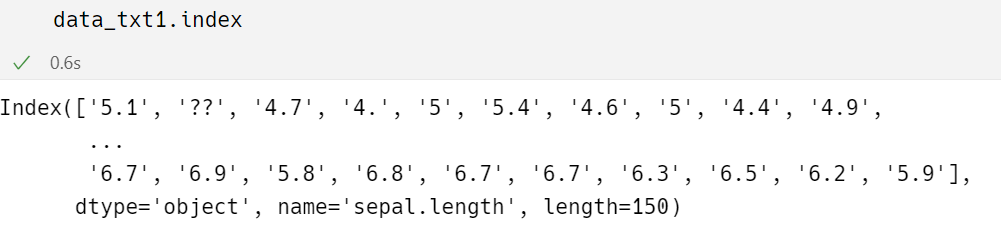 data_txt1.index
0.6s
Index(['5.1', '??', '4.7', '4.', '5', '5.4', '4.6', '5', '4.4', '4.9',
...
'6.7', '6.9', '5.8', '6.8', '6.7', '6.7', '6.3', '6.5', '6.2', '5.9'],
dtype='object', name='sepal.length', length=150)